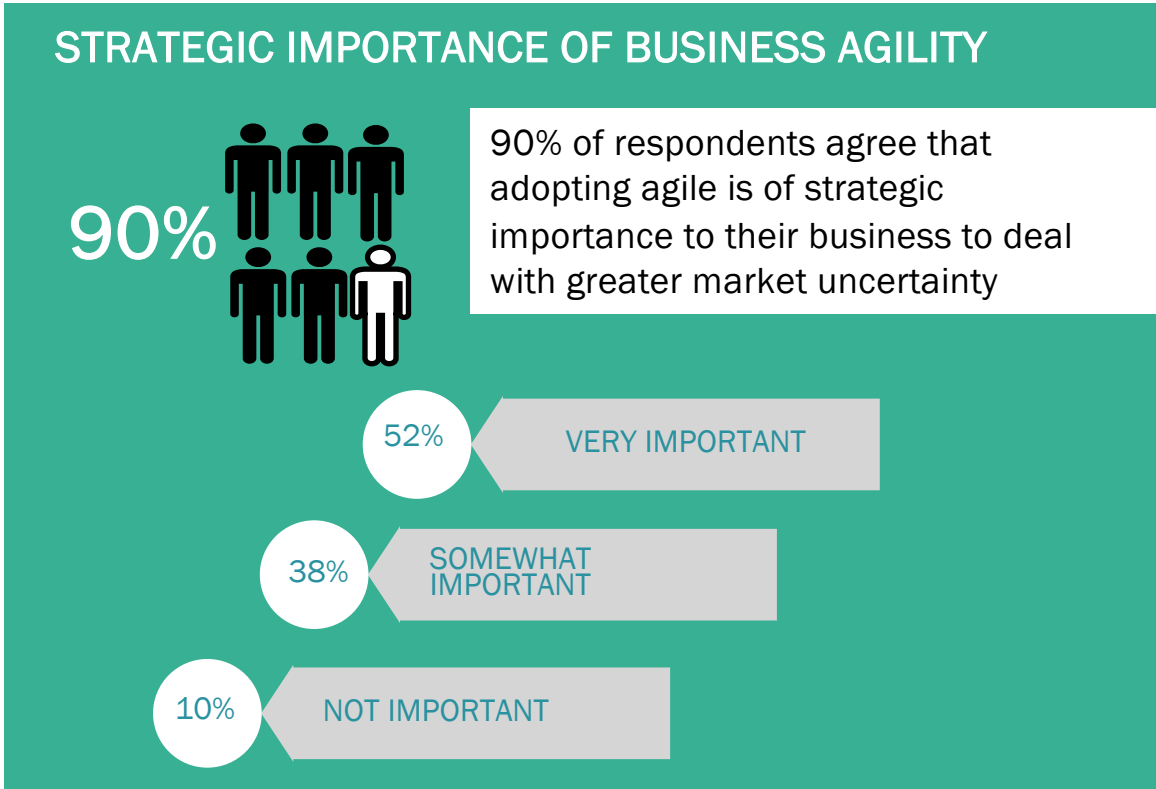 STRATEGIC IMPORTANCE OF BUSINESS AGILITY
90%
90% of respondents agree that
adopting agile is of strategic
importance to their business to deal
with greater market uncertainty
52%
VERY IMPORTANT
38%
SOMEWHAT
IMPORTANT
10%
NOT IMPORTANT